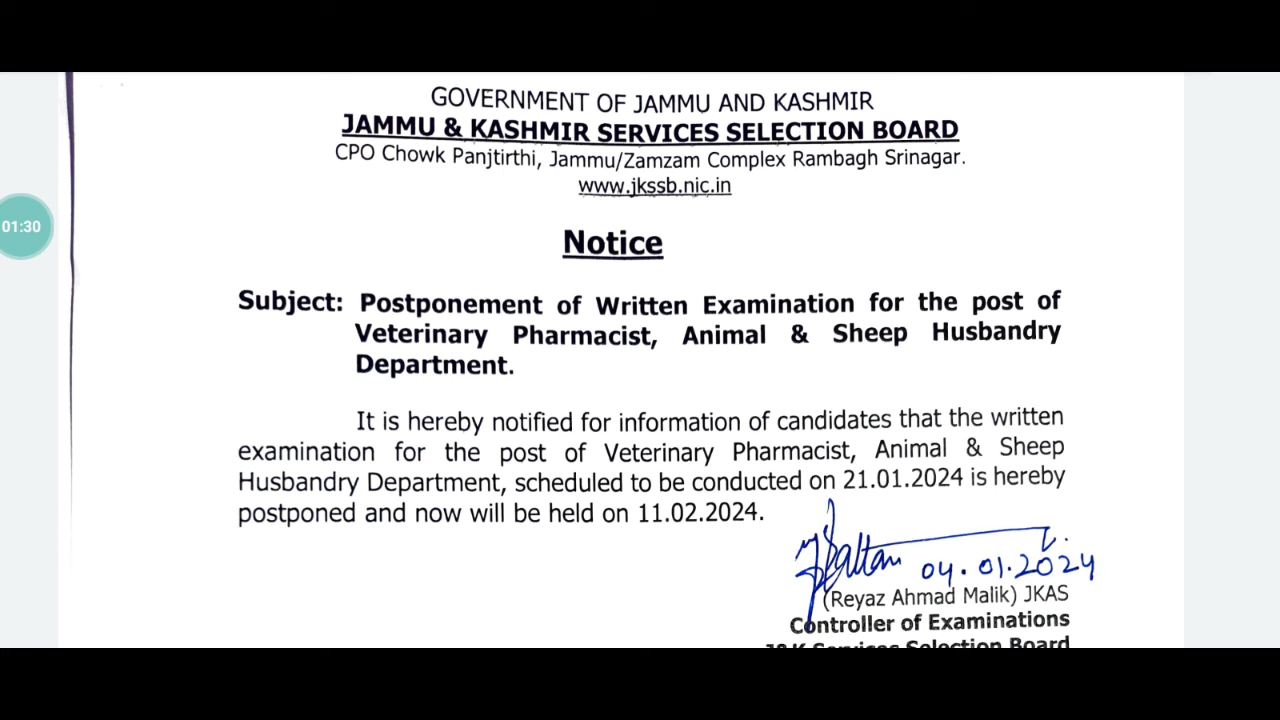 GOVERNMENT OF JAMMU AND KASHMIR
JAMMU & KASHMIR SERVICES SELECTION BOARD
CPO Chowk Panjtirthi, Jammu/Zamzam Complex Rambagh Srinagar.
www.jkssb.nic.in
01:30
Notice
Subject: Postponement of Written Examination for the post of
Veterinary Pharmacist, Animal & Sheep Husbandry
Department.
It is hereby notified for information of candidates that the written
examination for the post of Veterinary Pharmacist, Animal & Sheep
Husbandry Department, scheduled to be conducted on 21.01.2024 is hereby
postponed and now will be held on 11.02.2024.
04.01.2024
(Reyaz Ahmad Malik) JKAS
Controller of Examinations
J&K Services Selection Board